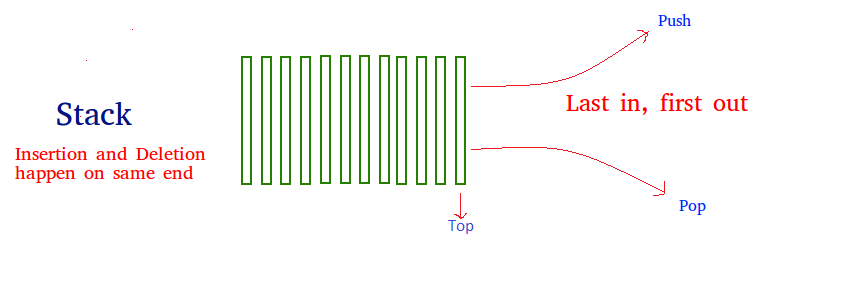 Push
Last in, first out
Stack
Insertion and Deletion
happen on same end
Pop
Top